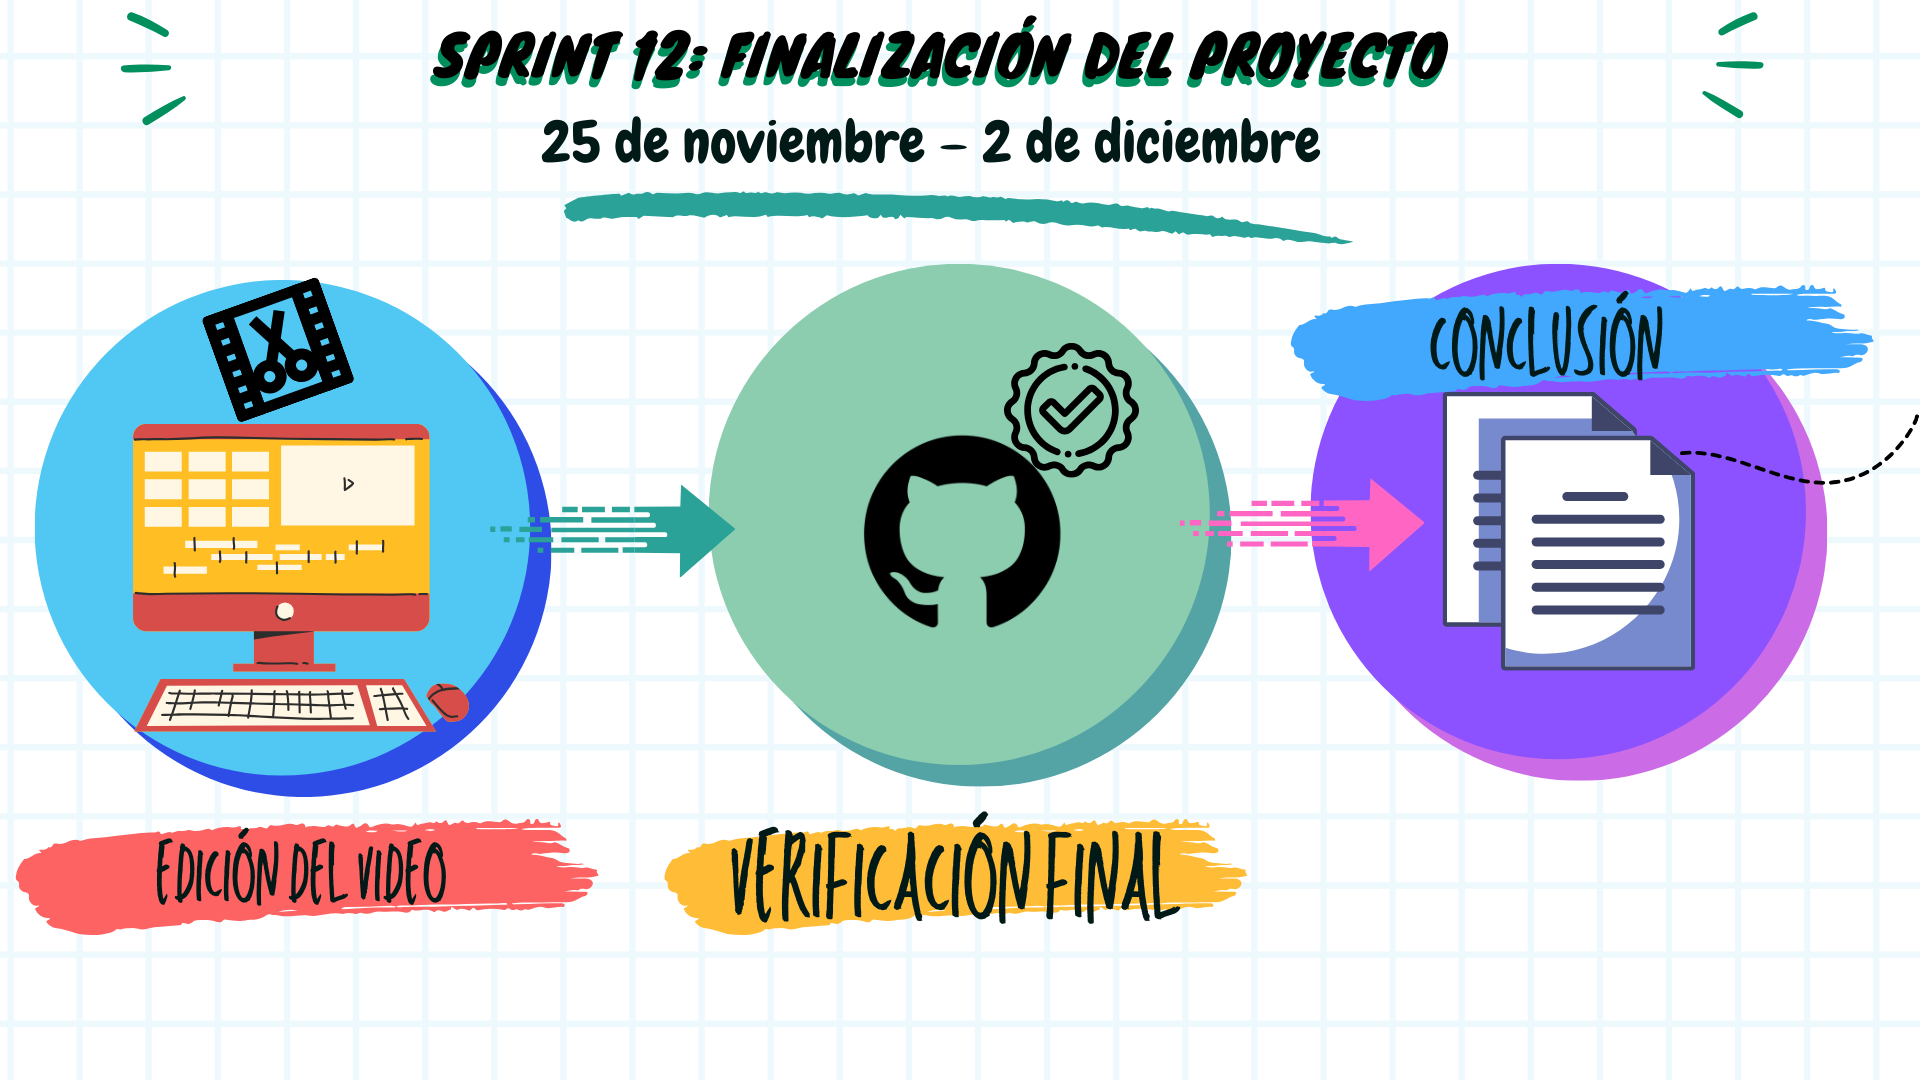 SPRINT 12: FINALIZACIÓN DEL PROYECTO
25 de noviembre – 2 de diciembre
CONCLUSIÓN
EDICIÓN DEL VIDEO
VERIFICACIÓN FINAL